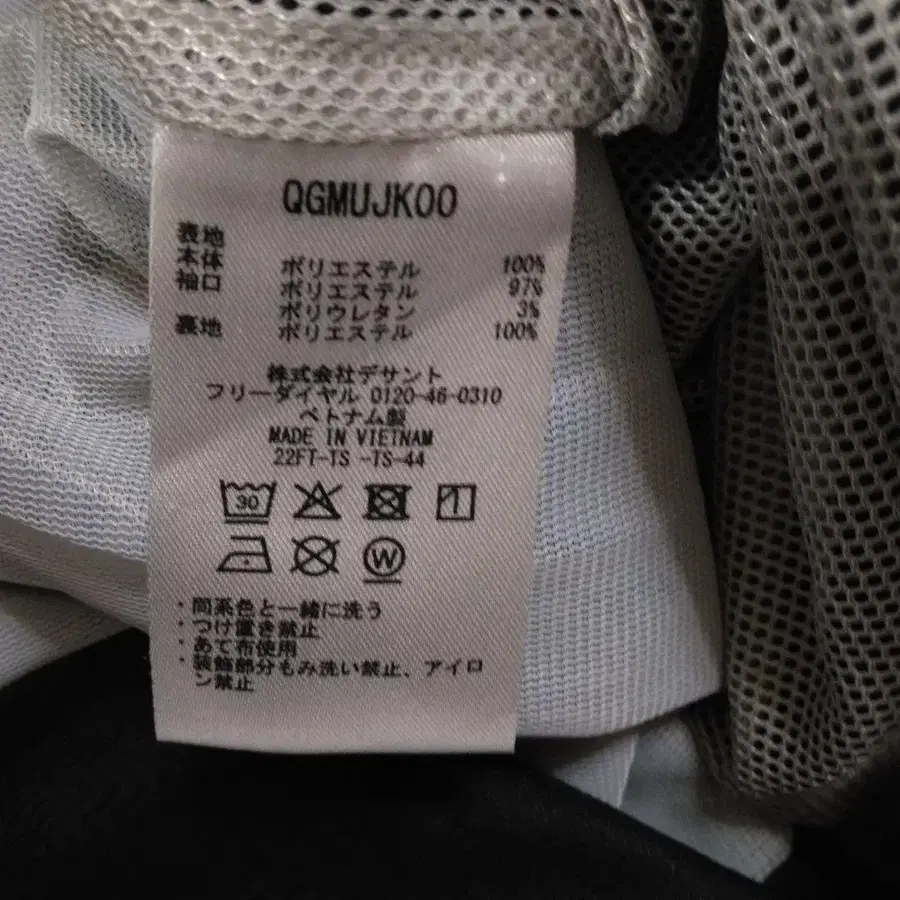 QGMUJK00
表地
本体 ポリエステル 100%
袖口 ポリエステル 97%
ポリウレタン 3%
裏地 ポリエステル 100%
株式会社デサント
フリーダイヤル 0120-46-0310
ベトナム製
MADE IN VIETNAM
22FT-TS -TS-44
30
W
・同系色と一緒に洗う
・つけ置き禁止
・あて布使用
・装飾部分もみ洗い禁止、アイロ
ン禁止